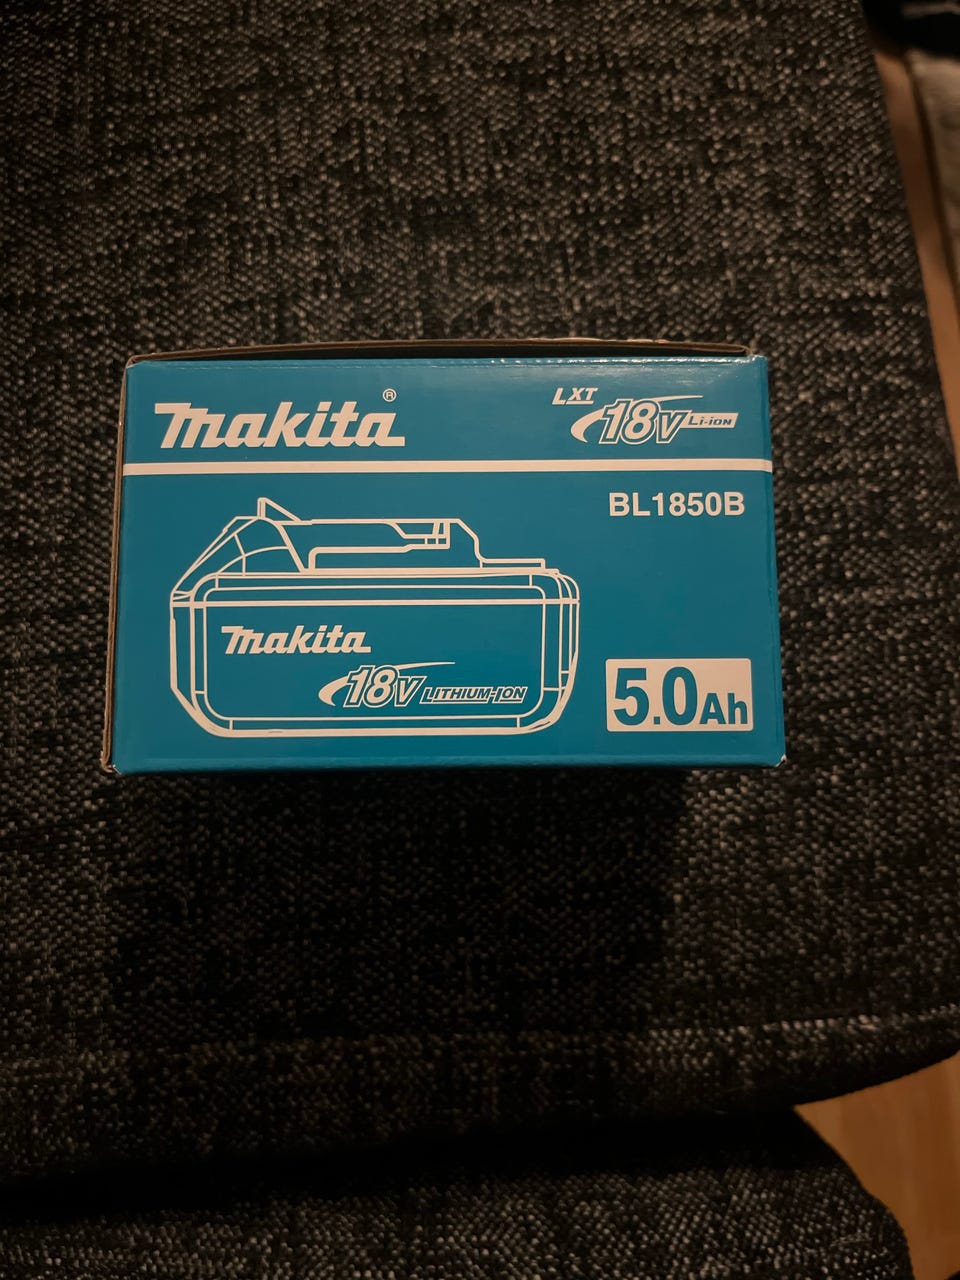 makita®
LXT
18V Li-ion
BL1850B
makita
18V LITHIUM-ION
5.0Ah